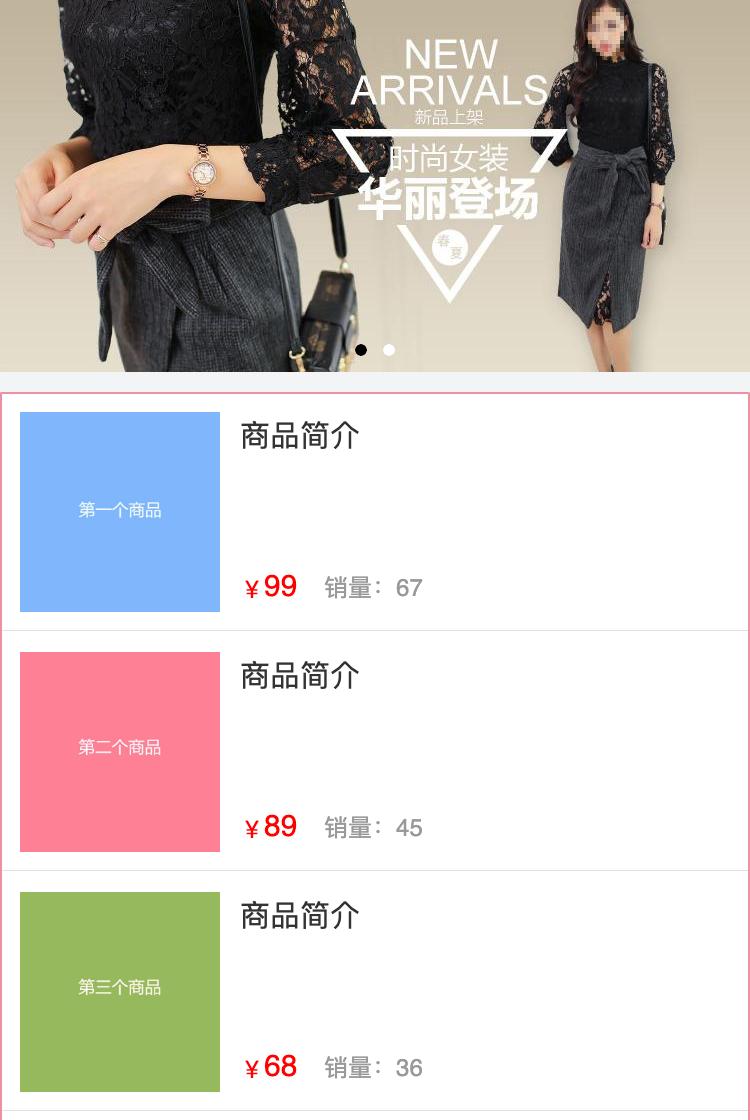 NEW
ARRIVALS
新品上架
时尚女装
华丽登场
春
夏
商品简介
第一个商品
¥99 销量：67
商品简介
第二个商品
¥89 销量：45
商品简介
第三个商品
¥68 销量：36